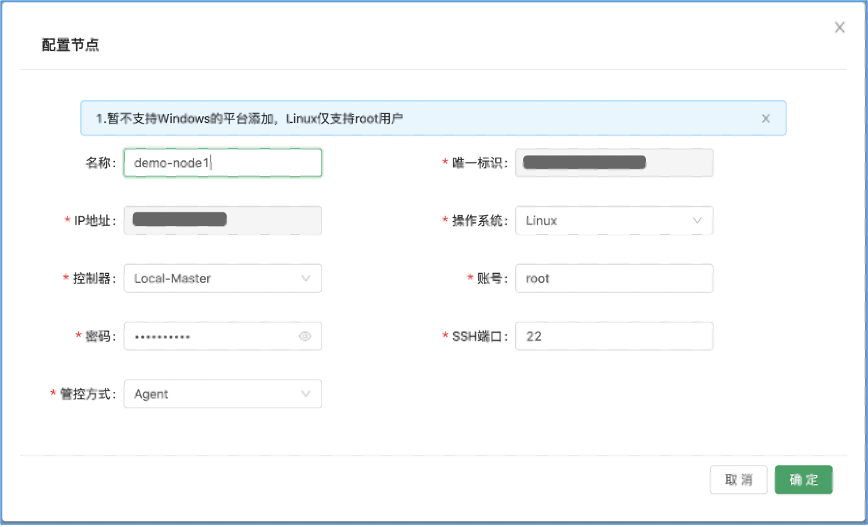 配置节点
1.暂不支持Windows的平台添加，Linux仅支持root用户
名称： demo-node1
* 唯一标识：
* IP地址：
* 操作系统： Linux
* 控制器： Local-Master
* 账号： root
* 密码： ••••••••••
* SSH端口： 22
* 管控方式： Agent
取 消
确 定